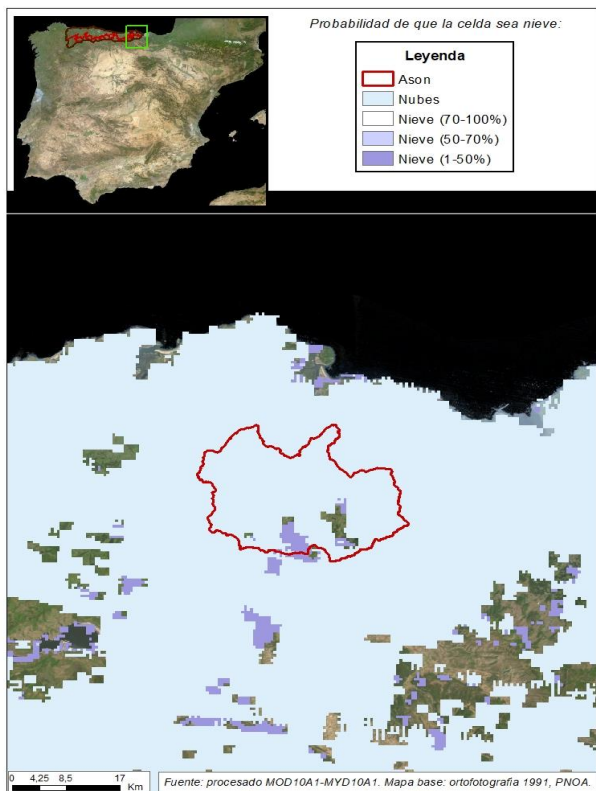 Probabilidad de que la celda sea nieve:
Leyenda
Ason
Nubes
Nieve (70-100%)
Nieve (50-70%)
Nieve (1-50%)
0 4,25 8,5 17
Km
Fuente: procesado MOD10A1-MYD10A1. Mapa base: ortofotografia 1991, PNOA.